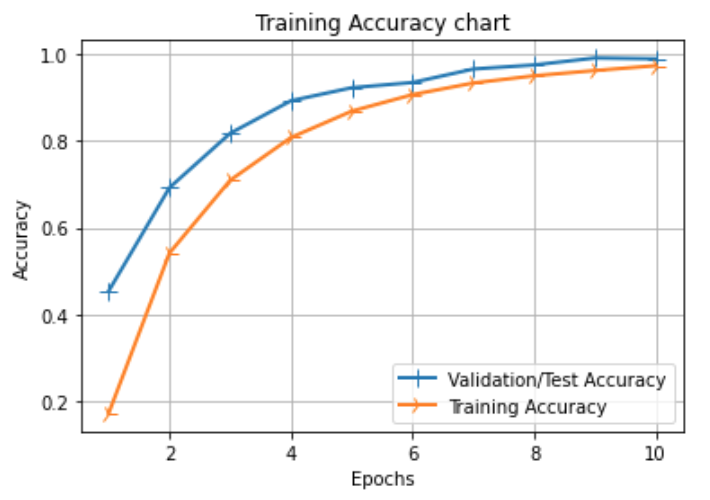 Training Accuracy chart
1.0
0.8
0.6
0.4
0.2
Accuracy
Validation/Test Accuracy
Training Accuracy
2 4 6 8 10
Epochs